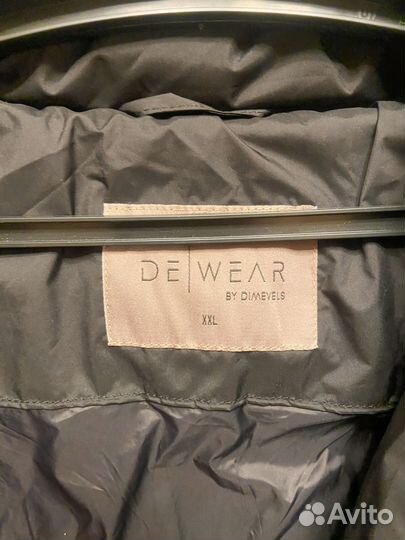 DE|WEAR
BY DIMEVELS
XXL
Avito